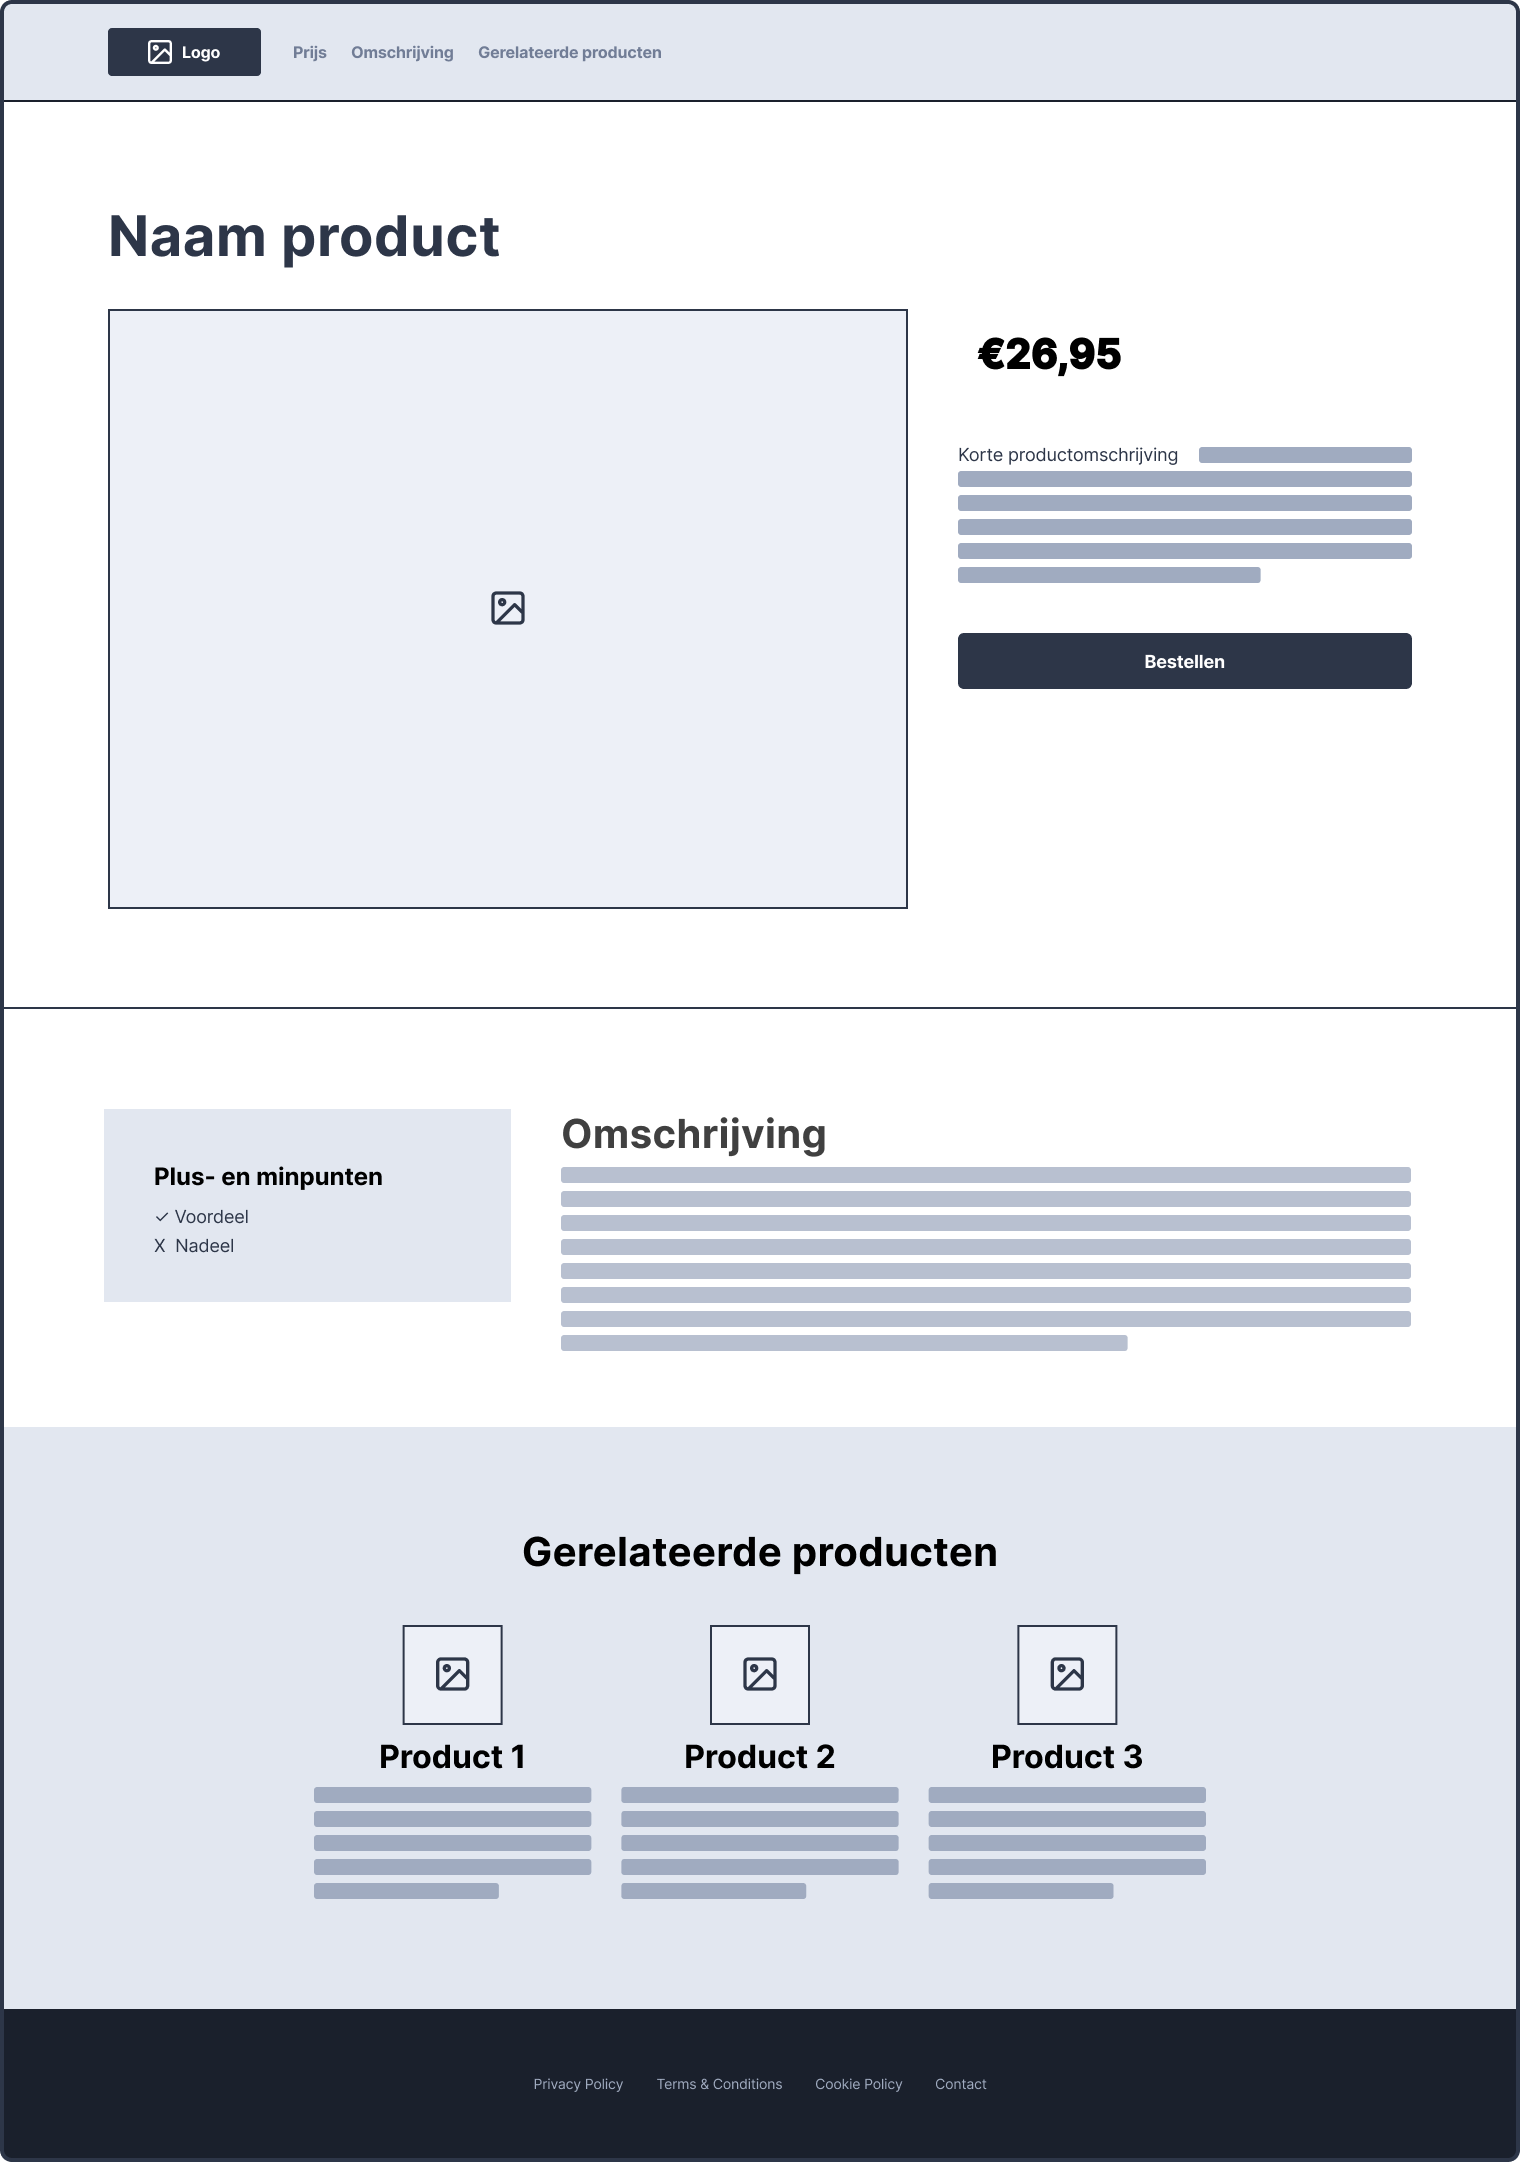 Logo
Prijs Omschrijving Gerelateerde producten
Naam product
€26,95
Korte productomschrijving
Bestellen
Plus- en minpunten
✓ Voordeel
X Nadeel
Omschrijving
Gerelateerde producten
Product 1
Product 2
Product 3
Privacy Policy Terms & Conditions Cookie Policy Contact